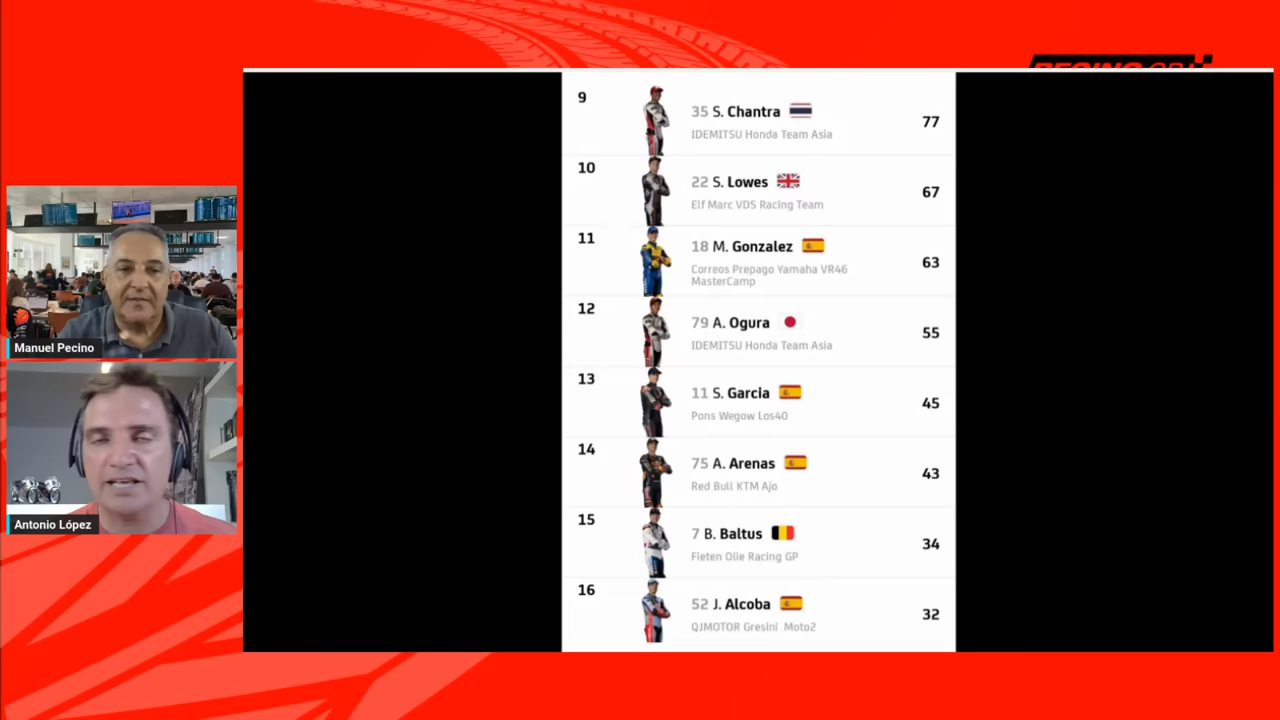 PECINO GP
9
35 S. Chantra
IDEMITSU Honda Team Asia
77
10
22 S. Lowes
Elf Marc VDS Racing Team
67
11
18 M. Gonzalez
Correos Prepago Yamaha VR46
MasterCamp
63
12
79 A. Ogura
IDEMITSU Honda Team Asia
55
13
11 S. Garcia
Pons Wegow Los40
45
14
75 A. Arenas
Red Bull KTM Ajo
43
15
7 B. Baltus
Fieten Olie Racing GP
34
16
52 J. Alcoba
QJMOTOR Gresini Moto2
32
Manuel Pecino
Antonio López